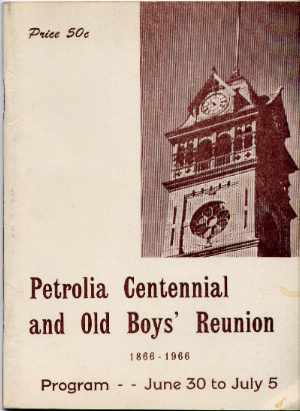 Price 50c
Petrolia Centennial
and Old Boys' Reunion
1866-1966
Program - - June 30 to July 5